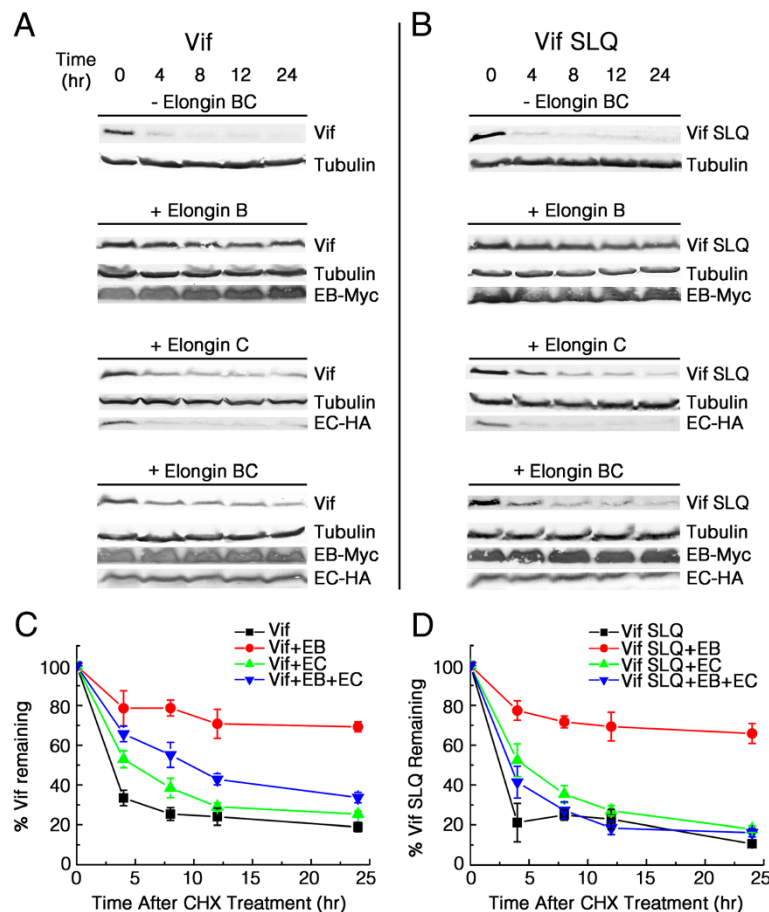 A
Vif
Time (hr)
0 4 8 12 24
- Elongin BC
Vif
Tubulin
+ Elongin B
Vif
Tubulin
EB-Myc
+ Elongin C
Vif
Tubulin
EC-HA
+ Elongin BC
Vif
Tubulin
EB-Myc
EC-HA
B
Vif SLQ
0 4 8 12 24
- Elongin BC
Vif SLQ
Tubulin
+ Elongin B
Vif SLQ
Tubulin
EB-Myc
+ Elongin C
Vif SLQ
Tubulin
EC-HA
+ Elongin BC
Vif SLQ
Tubulin
EB-Myc
EC-HA
C
Vif
Vif+EB
Vif+EC
Vif+EB+EC
% Vif remaining
100
80
60
40
20
0
0 5 10 15 20 25
Time After CHX Treatment (hr)
D
Vif SLQ
Vif SLQ+EB
Vif SLQ+EC
Vif SLQ+EB+EC
% Vif SLQ Remaining
100
80
60
40
20
0
0 5 10 15 20 25
Time After CHX Treatment (hr)